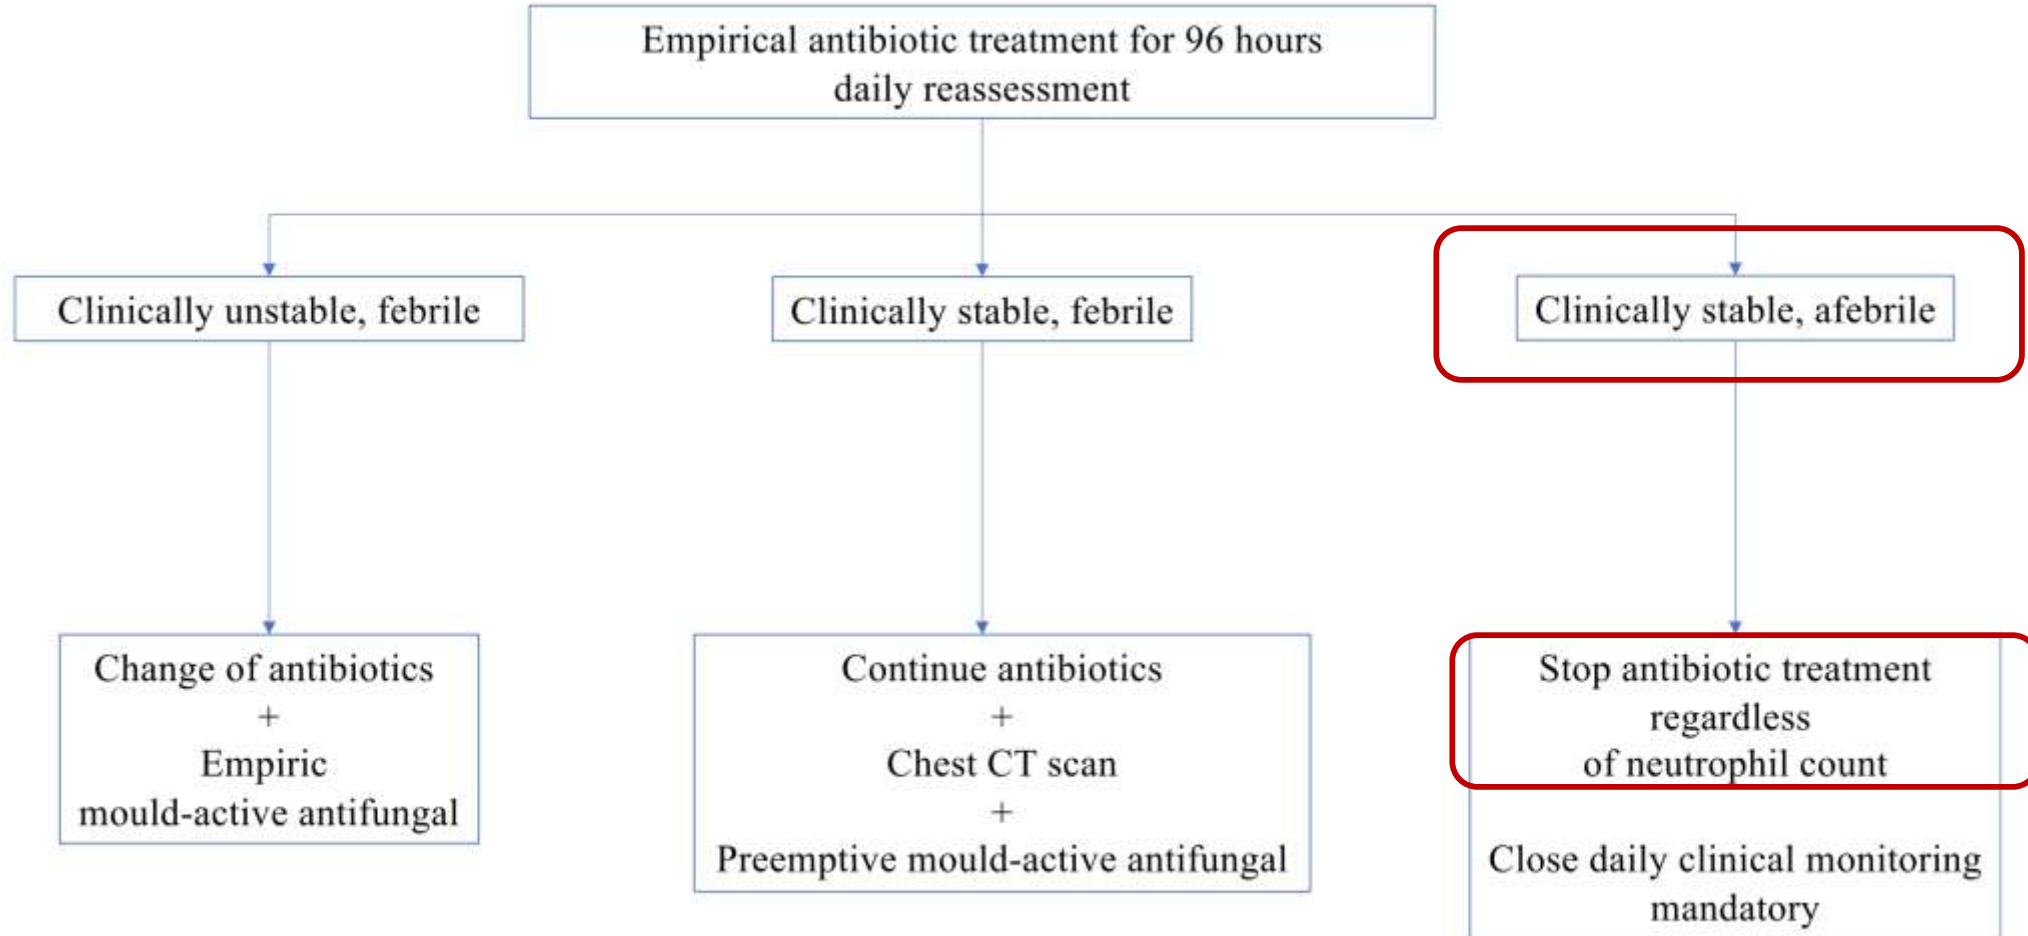 Empirical antibiotic treatment for 96 hours
daily reassessment
Clinically unstable, febrile
Clinically stable, febrile
Clinically stable, afebrile
Change of antibiotics
+
Empiric
mould-active antifungal
Continue antibiotics
+
Chest CT scan
+
Preemptive mould-active antifungal
Stop antibiotic treatment
regardless
of neutrophil count
Close daily clinical monitoring
mandatory